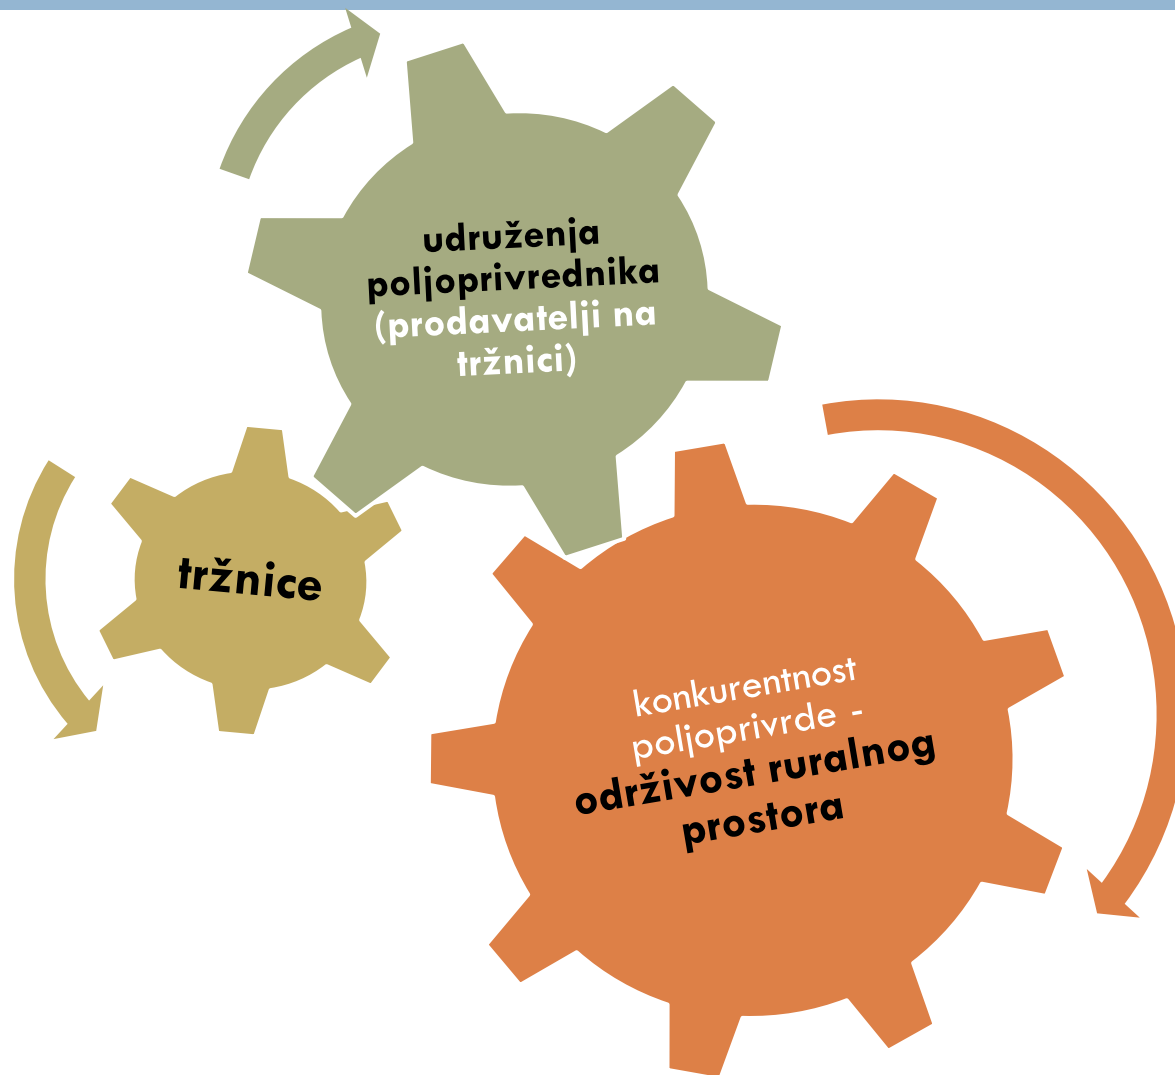 udruženja
poljoprivrednika
(prodavatelji na
tržnici)
tržnice
konkurentnost
poljoprivrde -
održivost ruralnog
prostora